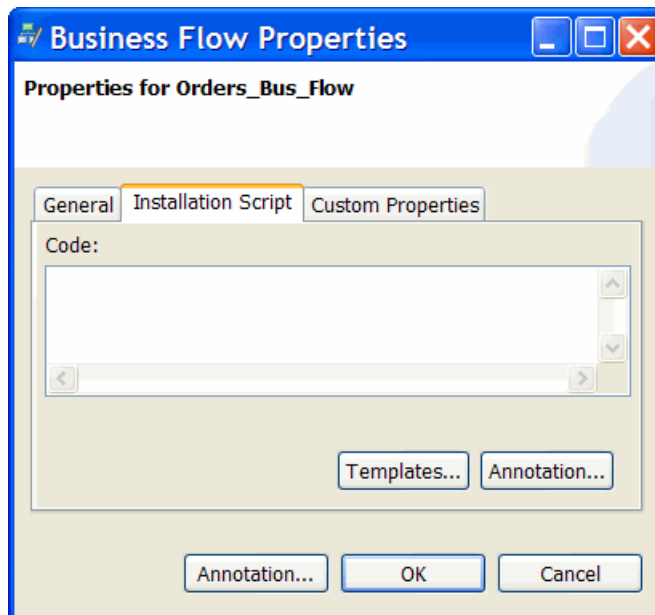 Business Flow Properties
Properties for Orders_Bus_Flow
General Installation Script Custom Properties
Code:
Templates... Annotation...
Annotation... OK Cancel